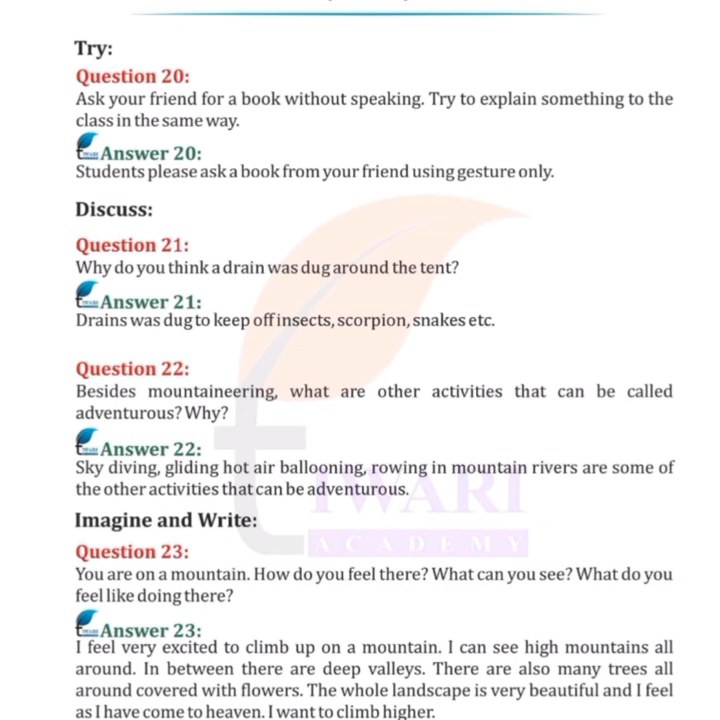 Try:
Question 20:
Ask your friend for a book without speaking. Try to explain something to the
class in the same way.
Answer 20:
Students please ask a book from your friend using gesture only.
Discuss:
Question 21:
Why do you think a drain was dug around the tent?
Answer 21:
Drains was dug to keep off insects, scorpion, snakes etc.
Question 22:
Besides mountaineering, what are other activities that can be called
adventurous? Why?
Answer 22:
Sky diving, gliding hot air ballooning, rowing in mountain rivers are some of
the other activities that can be adventurous.
IWARI
ACADEMY
Imagine and Write:
Question 23:
You are on a mountain. How do you feel there? What can you see? What do you
feel like doing there?
Answer 23:
I feel very excited to climb up on a mountain. I can see high mountains all
around. In between there are deep valleys. There are also many trees all
around covered with flowers. The whole landscape is very beautiful and I feel
as I have come to heaven. I want to climb higher.